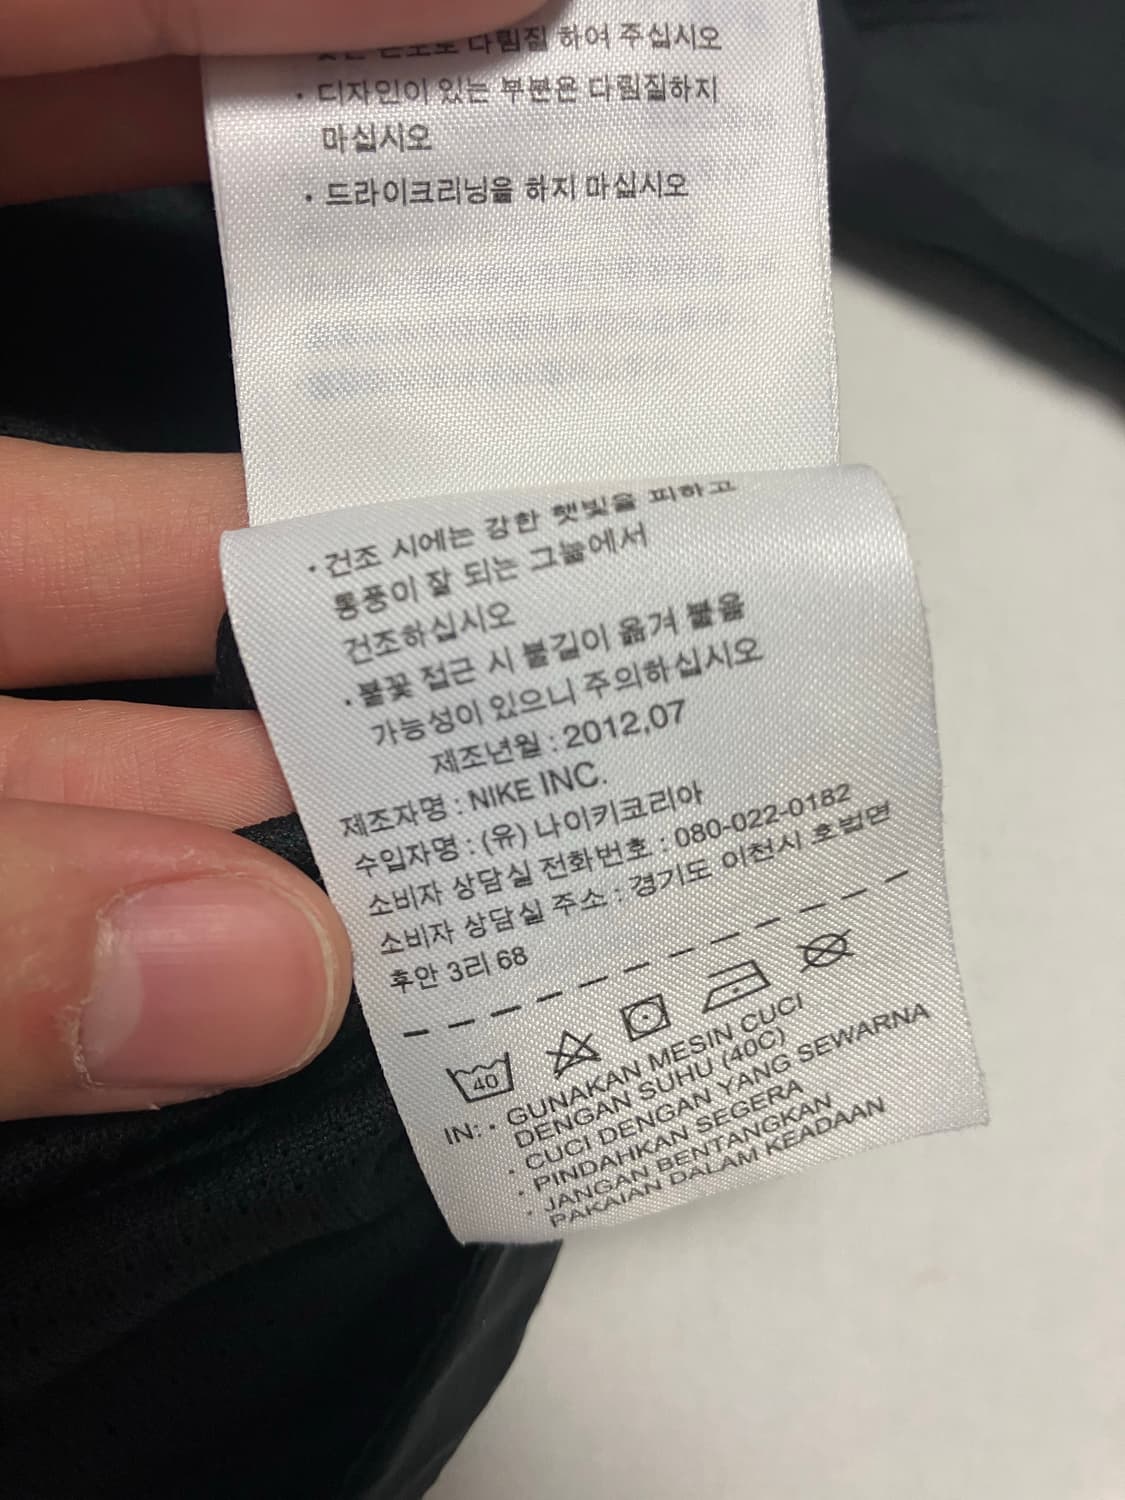 낮은 온도로 다림질 하여 주십시오
· 디자인이 있는 부분은 다림질하지
마십시오
· 드라이크리닝을 하지 마십시오
· 건조 시에는 강한 햇빛을 피하고
통풍이 잘 되는 그늘에서
건조하십시오
· 불꽃 접근 시 불길이 옮겨 붙을
가능성이 있으니 주의하십시오
제조년월 : 2012,07
제조자명 : NIKE INC.
수입자명 : (유) 나이키코리아
소비자 상담실 전화번호 : 080-022-0182
소비자 상담실 주소 : 경기도 이천시 호법면
후안 3리 68
40
IN: · GUNAKAN MESIN CUCI
DENGAN SUHU (40C)
· CUCI DENGAN YANG SEWARNA
· PINDAHKAN SEGERA
· JANGAN BENTANGKAN
PAKAIAN DALAM KEADAAN